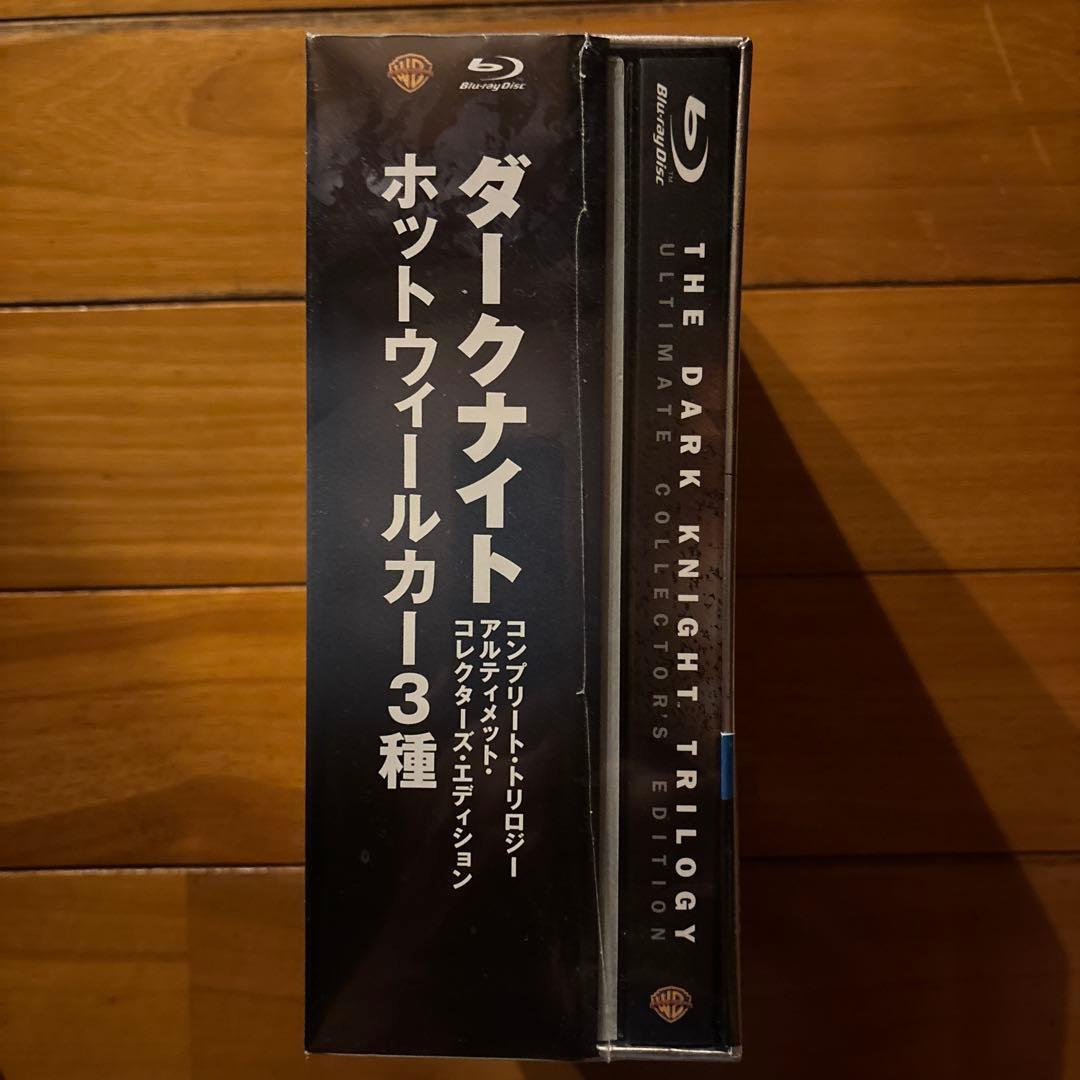 WB
Blu-ray Disc
ダークナイト
コンプリート・トリロジー
アルティメット・
コレクターズ・エディション
ホットウィールカー3種
Blu-ray Disc™
THE DARK KNIGHT TRILOGY
ULTIMATE COLLECTOR'S EDITION
WB